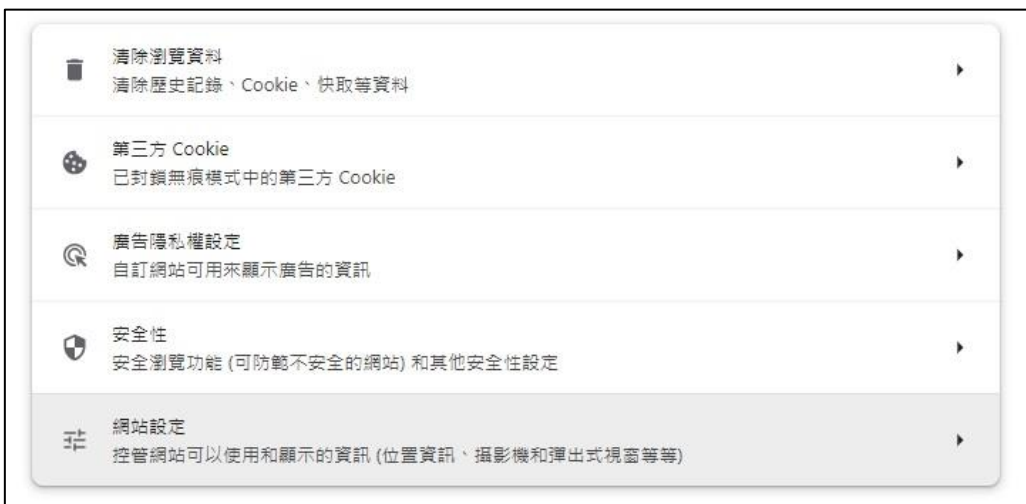 清除瀏覽資料
清除歷史記錄、Cookie、快取等資料
第三方 Cookie
已封鎖無痕模式中的第三方 Cookie
廣告隱私權設定
自訂網站可用來顯示廣告的資訊
安全性
安全瀏覽功能 (可防範不安全的網站) 和其他安全性設定
網站設定
控管網站可以使用和顯示的資訊 (位置資訊、攝影機和彈出式視窗等等)